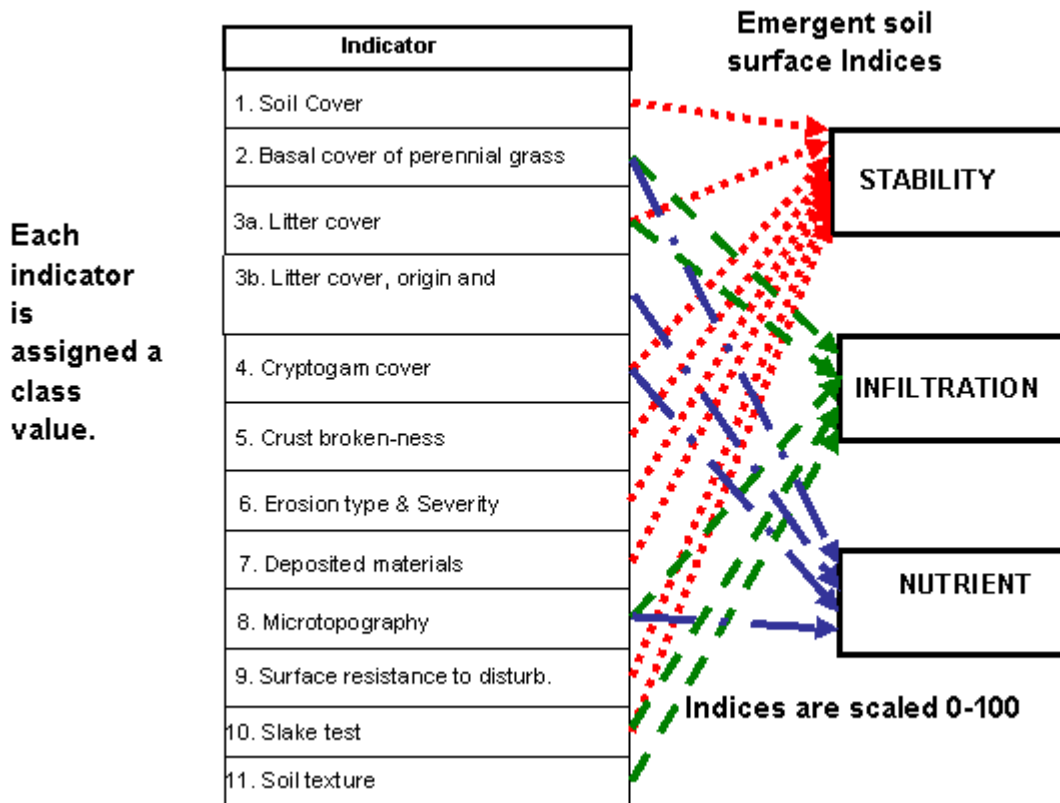 Indicator
Emergent soil
surface Indices
1. Soil Cover
2. Basal cover of perennial grass
3a. Litter cover
3b. Litter cover, origin and
4. Cryptogam cover
5. Crust broken-ness
6. Erosion type & Severity
7. Deposited materials
8. Microtopography
9. Surface resistance to disturb.
10. Slake test
11. Soil texture
Each
indicator
is
assigned a
class
value.
STABILITY
INFILTRATION
NUTRIENT
Indices are scaled 0-100